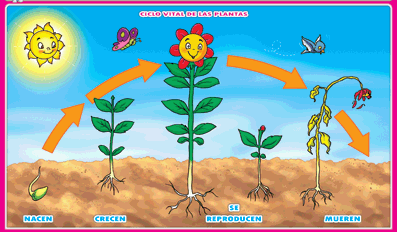 CICLO VITAL DE LAS PLANTAS
NACEN
CRECEN
SE
REPRODUCEN
MUEREN